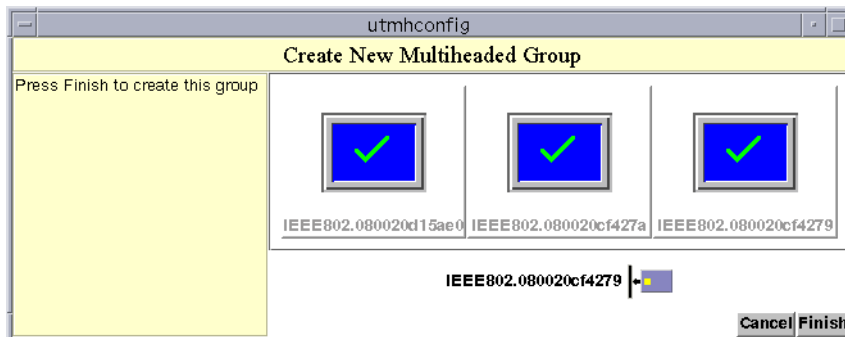 utmhconfig
Create New Multiheaded Group
Press Finish to create this group
IEEE802.080020d15ae0 IEEE802.080020cf427a IEEE802.080020cf4279
IEEE802.080020cf4279
Cancel Finish